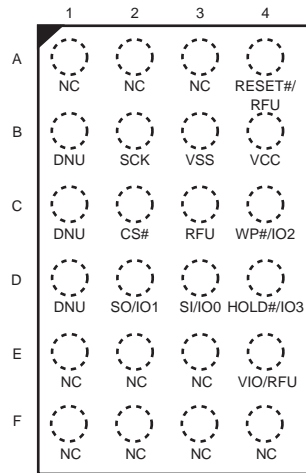 1 2 3 4
A
NC NC NC RESET#/
RFU
B
DNU SCK VSS VCC
C
DNU CS# RFU WP#/IO2
D
DNU SO/IO1 SI/IO0 HOLD#/IO3
E
NC NC NC VIO/RFU
F
NC NC NC NC